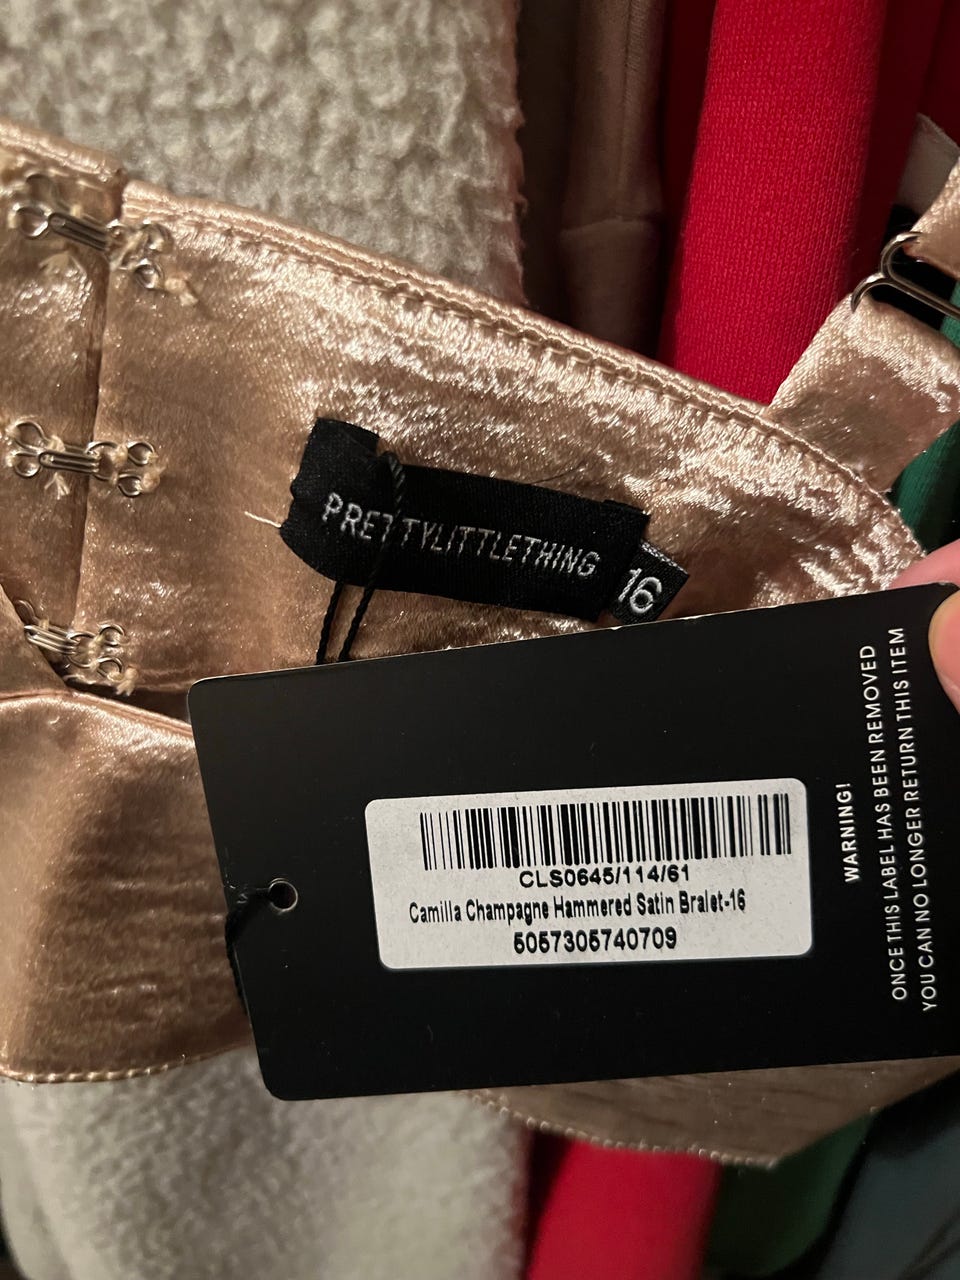 PRETTYLITTLETHING
16
CLS0645/114/61
Camilla Champagne Hammered Satin Bralet-16
5057305740709
WARNING!
ONCE THIS LABEL HAS BEEN REMOVED
YOU CAN NO LONGER RETURN THIS ITEM